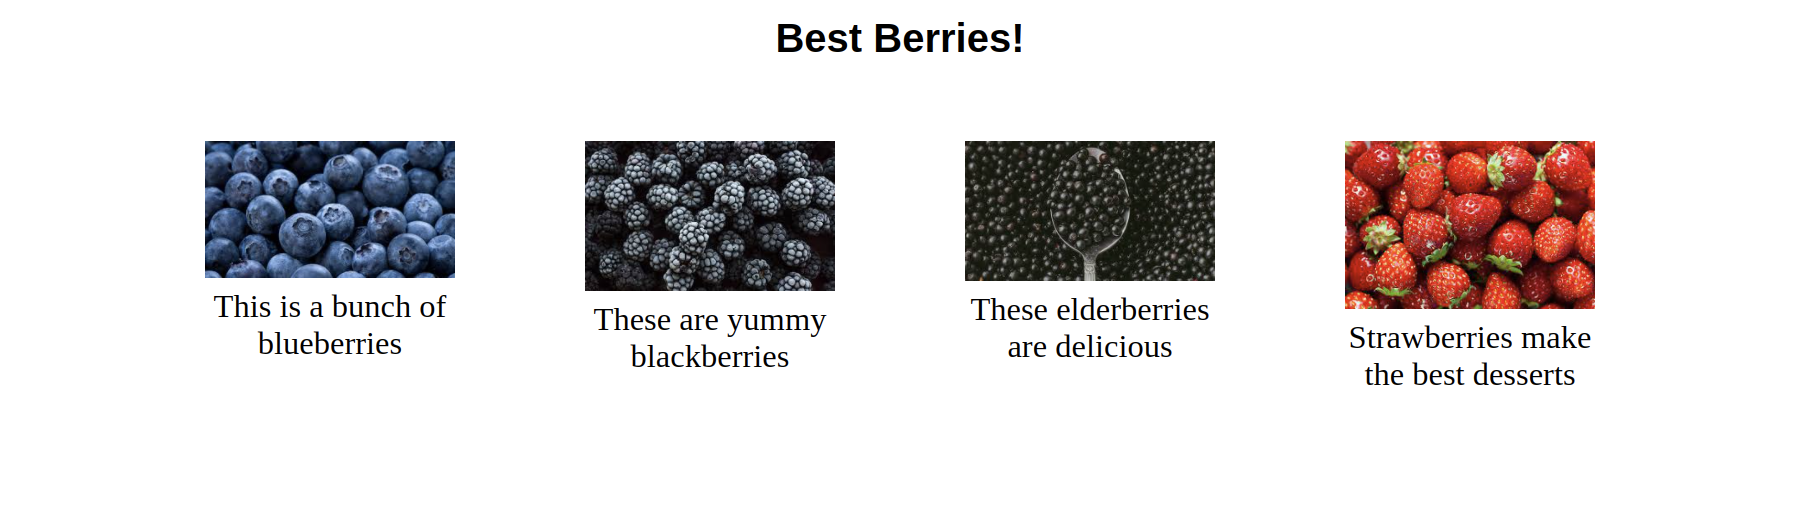 Best Berries!
This is a bunch of
blueberries
These are yummy
blackberries
These elderberries
are delicious
Strawberries make
the best desserts